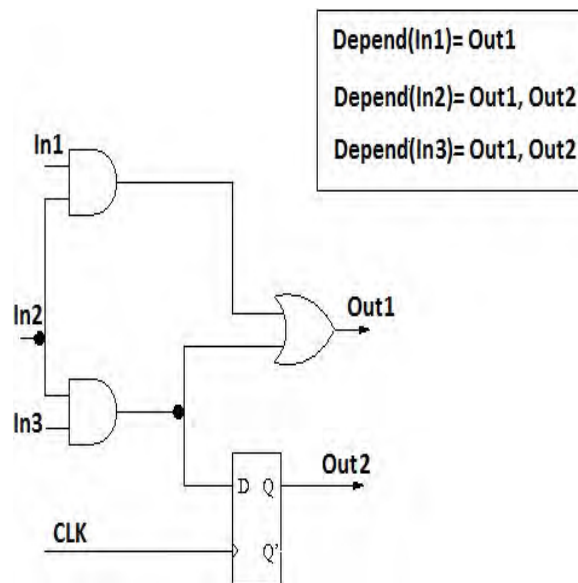 Depend(In1)= Out1
Depend(In2)= Out1, Out2
Depend(In3)= Out1, Out2
In1
In2
Out1
In3
Out2
D Q
CLK
Q'